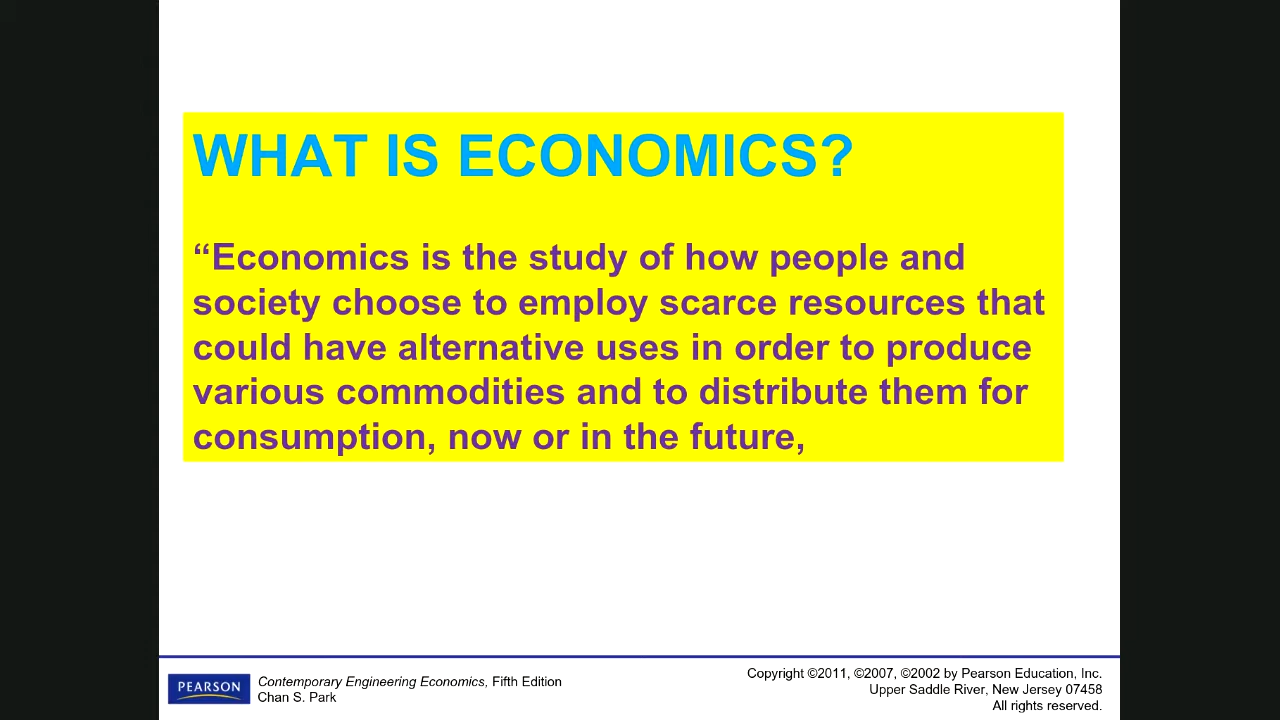 WHAT IS ECONOMICS?
“Economics is the study of how people and
society choose to employ scarce resources that
could have alternative uses in order to produce
various commodities and to distribute them for
consumption, now or in the future,
PEARSON
Contemporary Engineering Economics, Fifth Edition
Chan S. Park
Copyright ©2011, ©2007, ©2002 by Pearson Education, Inc.
Upper Saddle River, New Jersey 07458
All rights reserved.